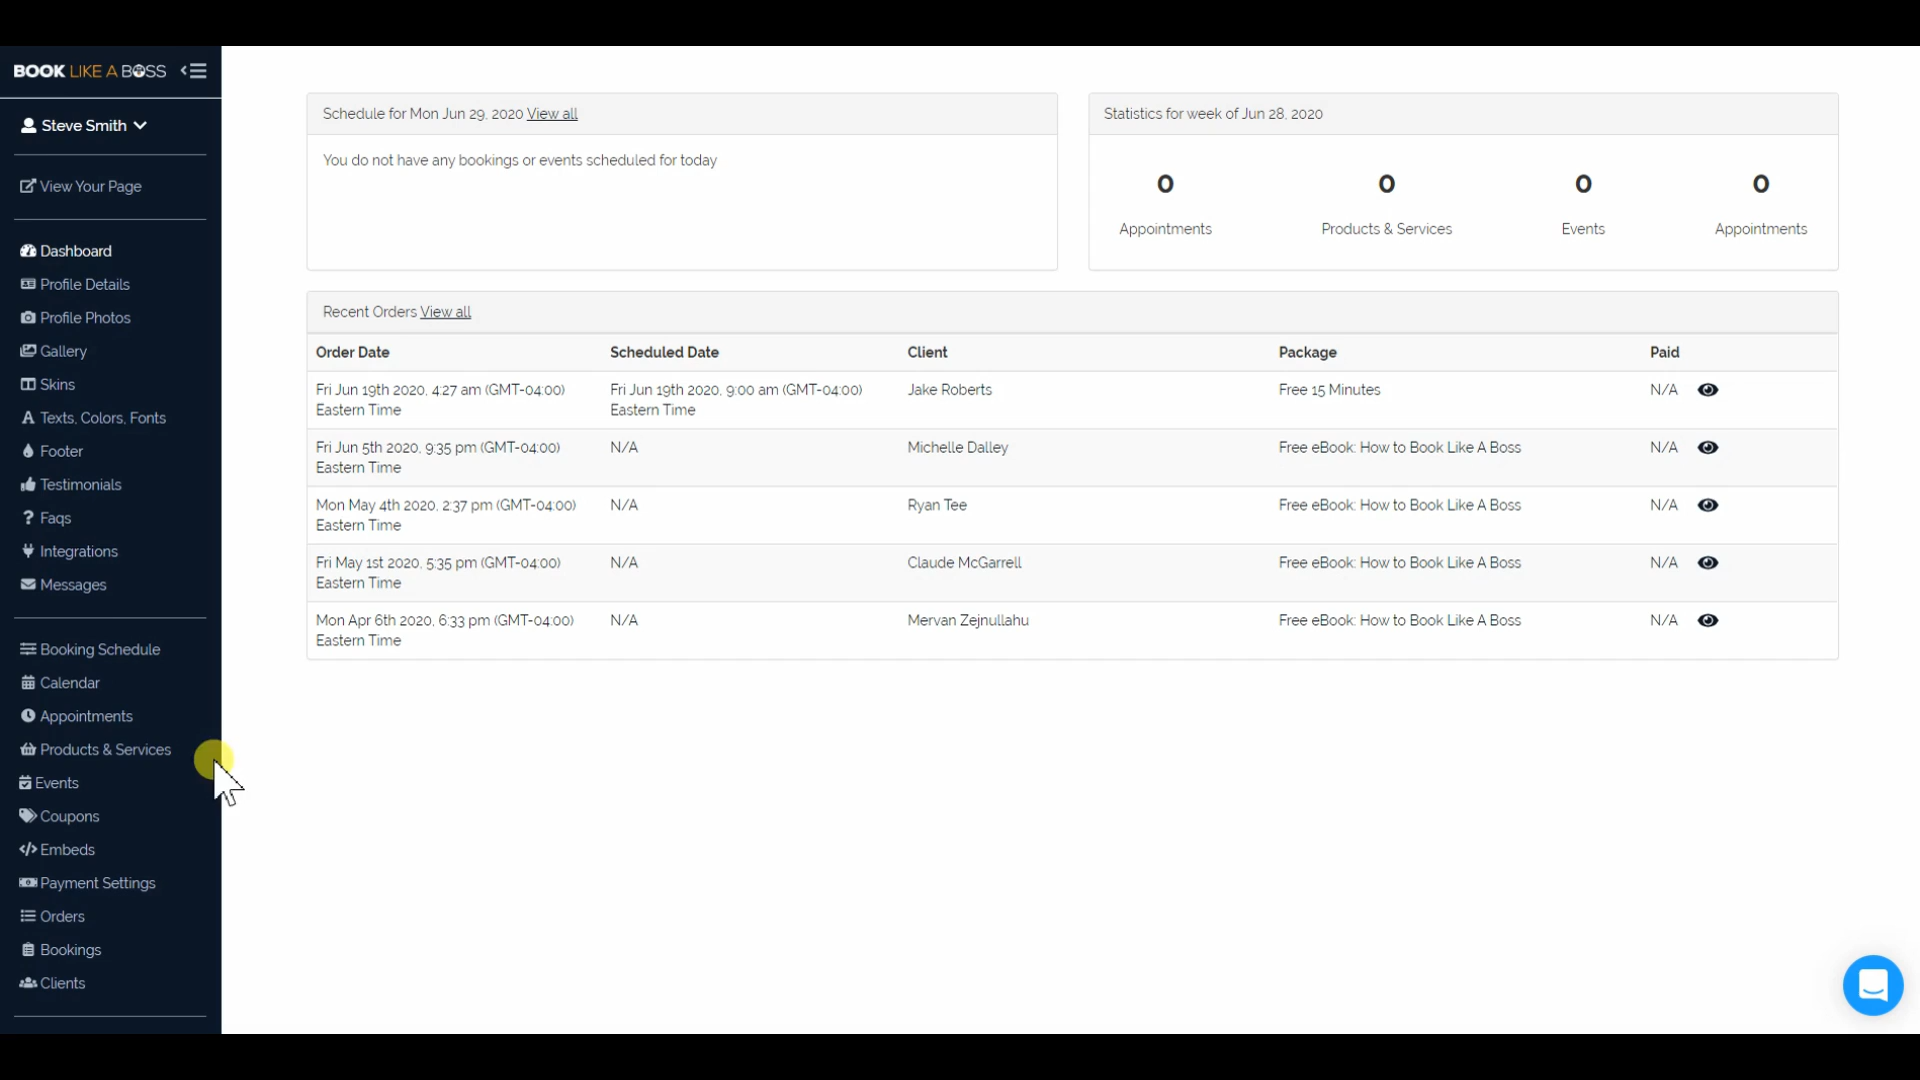 BOOK LIKE A BOSS
Steve Smith
View Your Page
Dashboard
Profile Details
Profile Photos
Gallery
Skins
Texts, Colors, Fonts
Footer
Testimonials
Faqs
Integrations
Messages
Booking Schedule
Calendar
Appointments
Products & Services
Events
Coupons
Embeds
Payment Settings
Orders
Bookings
Clients
Schedule for Mon Jun 29, 2020 View all
You do not have any bookings or events scheduled for today
Statistics for week of Jun 28, 2020
0 0 0 0
Appointments Products & Services Events Appointments
Recent Orders View all
Order Date Scheduled Date Client Package Paid
Fri Jun 19th 2020, 4:27 am (GMT-04:00) Fri Jun 19th 2020, 9:00 am (GMT-04:00) Jake Roberts Free 15 Minutes N/A
Eastern Time Eastern Time
Fri Jun 5th 2020, 9:35 pm (GMT-04:00) N/A Michelle Dalley Free eBook: How to Book Like A Boss N/A
Eastern Time
Mon May 4th 2020, 2:37 pm (GMT-04:00) N/A Ryan Tee Free eBook: How to Book Like A Boss N/A
Eastern Time
Fri May 1st 2020, 5:35 pm (GMT-04:00) N/A Claude McGarrell Free eBook: How to Book Like A Boss N/A
Eastern Time
Mon Apr 6th 2020, 6:33 pm (GMT-04:00) N/A Mervan Zejnullahu Free eBook: How to Book Like A Boss N/A
Eastern Time